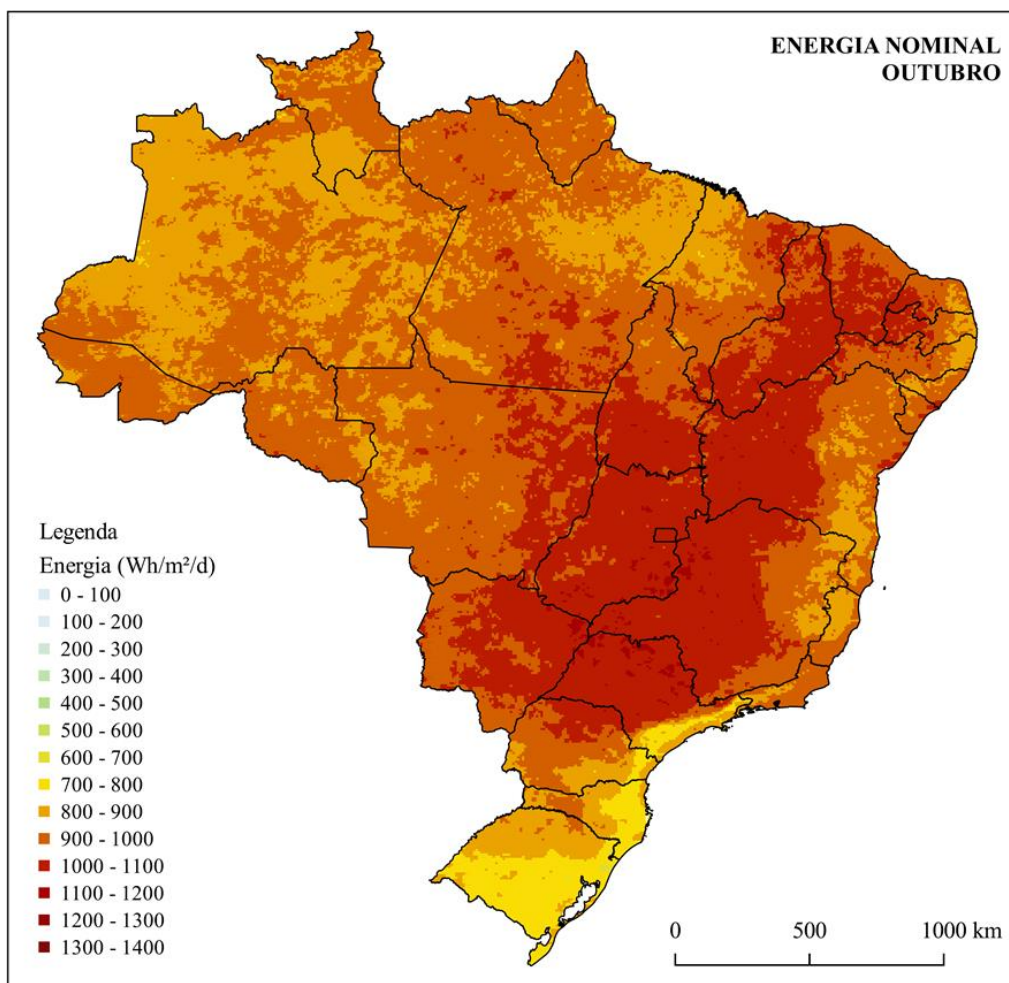 ENERGIA NOMINAL
OUTUBRO
Legenda
Energia (Wh/m²/d)
0 - 100
100 - 200
200 - 300
300 - 400
400 - 500
500 - 600
600 - 700
700 - 800
800 - 900
900 - 1000
1000 - 1100
1100 - 1200
1200 - 1300
1300 - 1400
0 500 1000 km